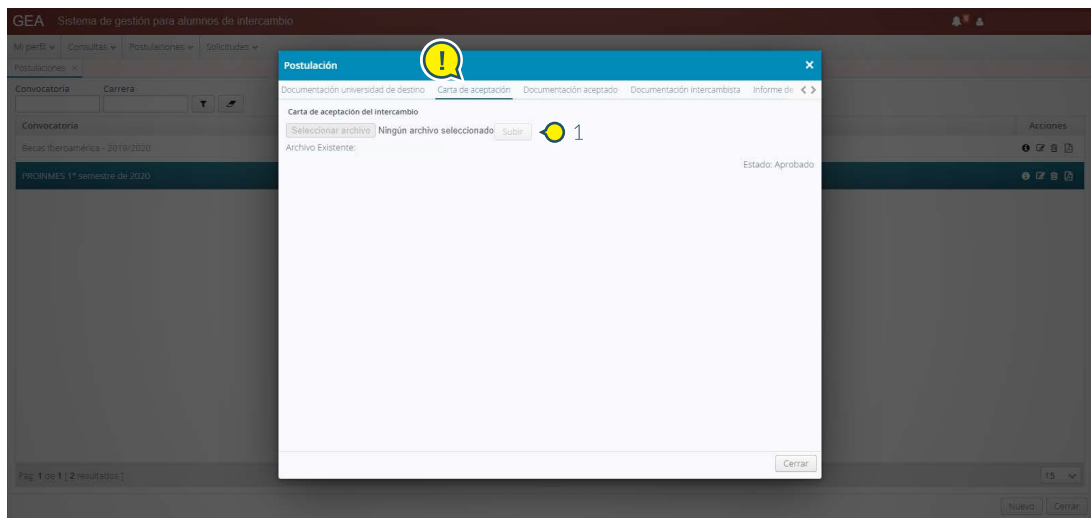 GEA Sistema de gestión para alumnos de intercambio
Mi perfil Consultas Postulaciones Solicitudes
Postulaciones ×
Convocatoria Carrera
Convocatoria Acciones
Becas Iberoamérica - 2019/2020
PROINMES 1° semestre de 2020
Postulación ×
!
Documentación universidad de destino Carta de aceptación Documentación aceptado Documentación intercambista Informe de
Carta de aceptación del intercambio
Seleccionar archivo Ningún archivo seleccionado Subir 1
Archivo Existente:
Estado: Aprobado
Cerrar
Pág. 1 de 1 [ 2 resultados ] 15
Nuevo Cerrar